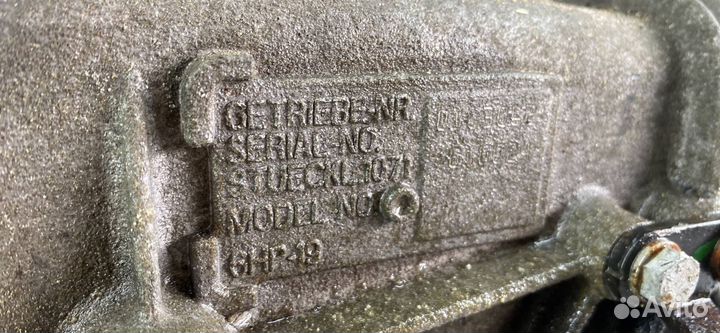 GETRIEBE-NR.
SERIAL-NO.
STUECKL.1071
MODEL-NO
6HP-19
Avito